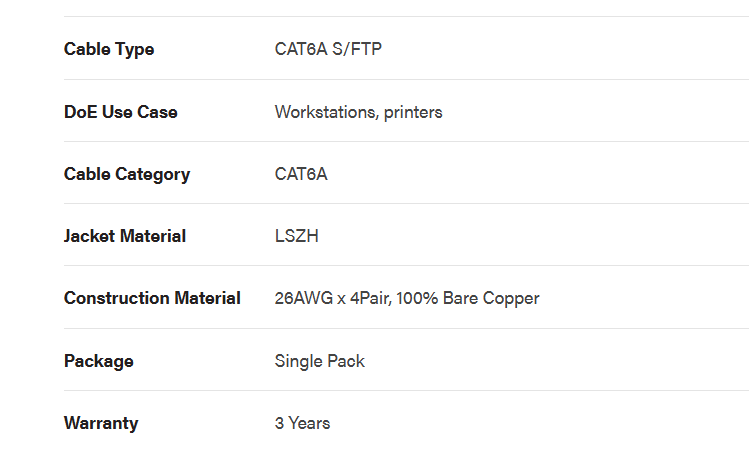 Cable Type CAT6A S/FTP
DoE Use Case Workstations, printers
Cable Category CAT6A
Jacket Material LSZH
Construction Material 26AWG x 4Pair, 100% Bare Copper
Package Single Pack
Warranty 3 Years